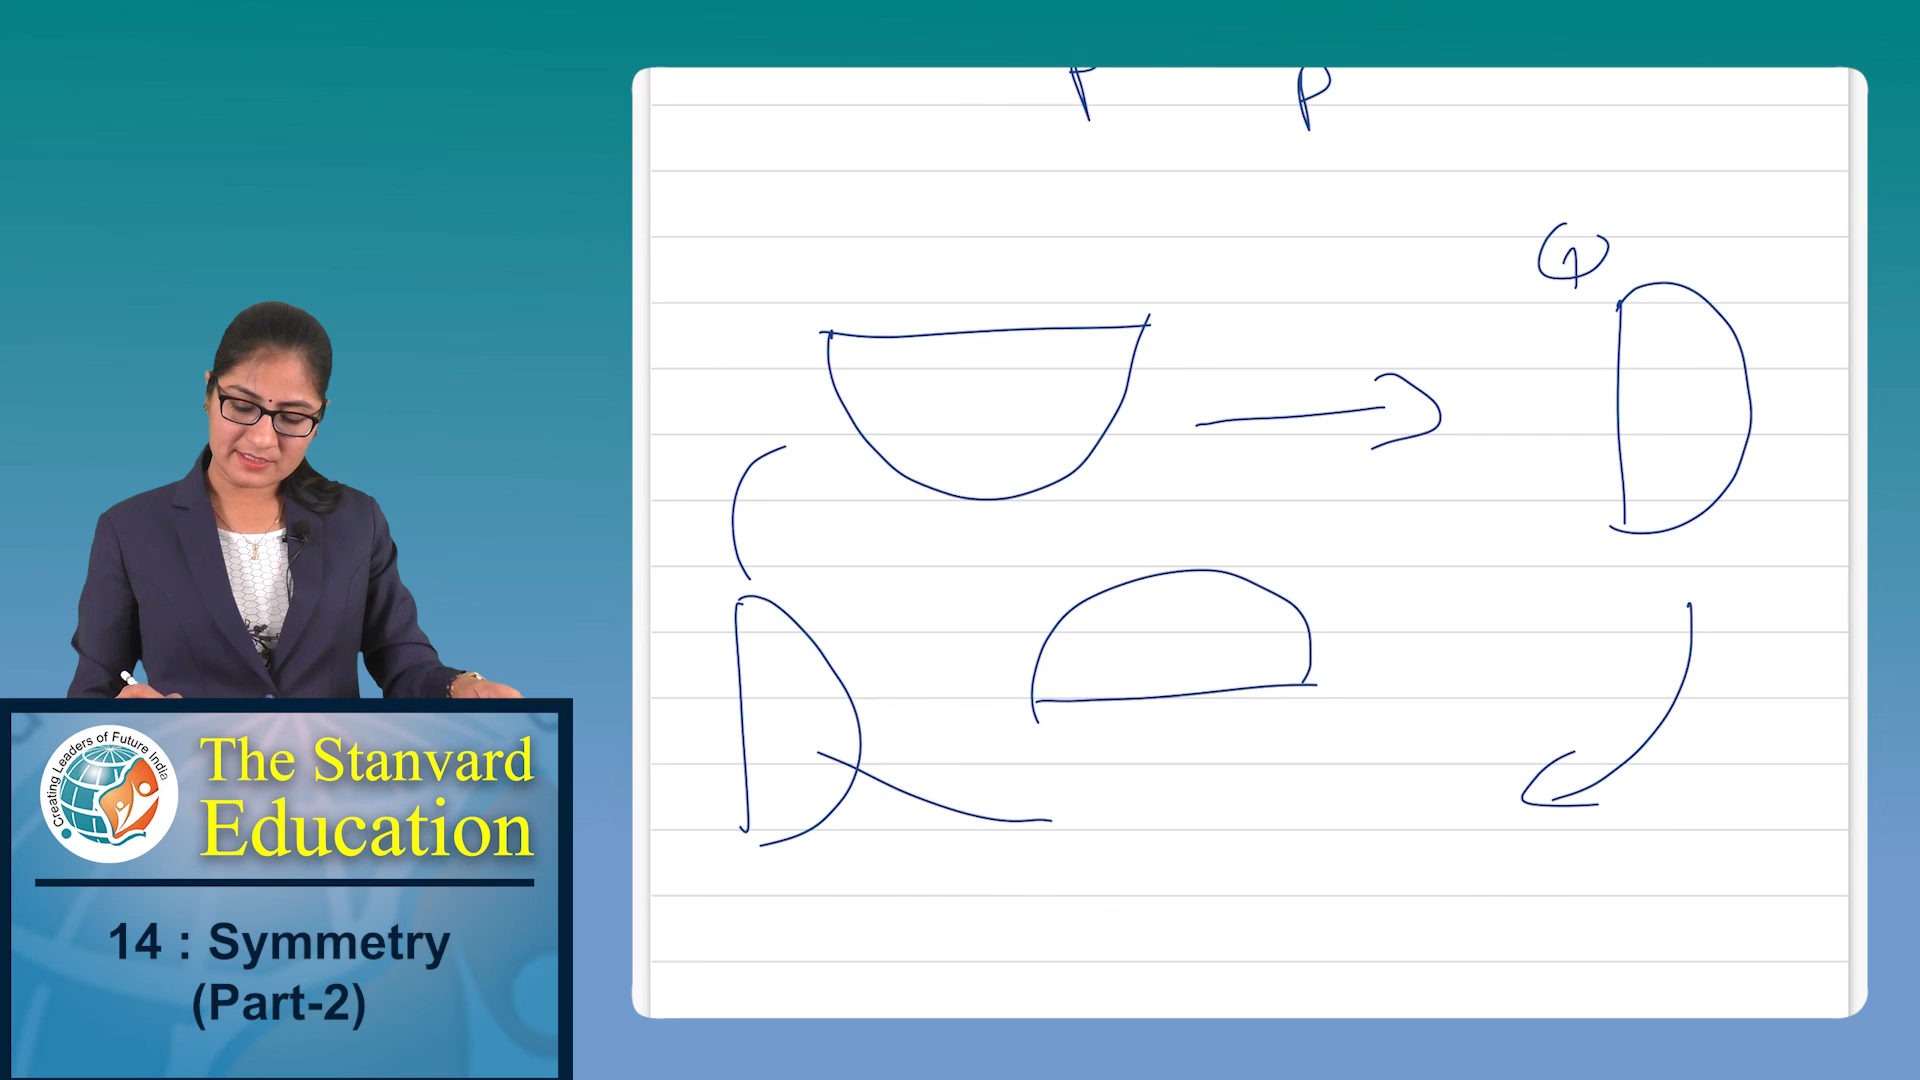 P P
Creating Leaders of Future India
The Stanvard
Education
14 : Symmetry
(Part-2)